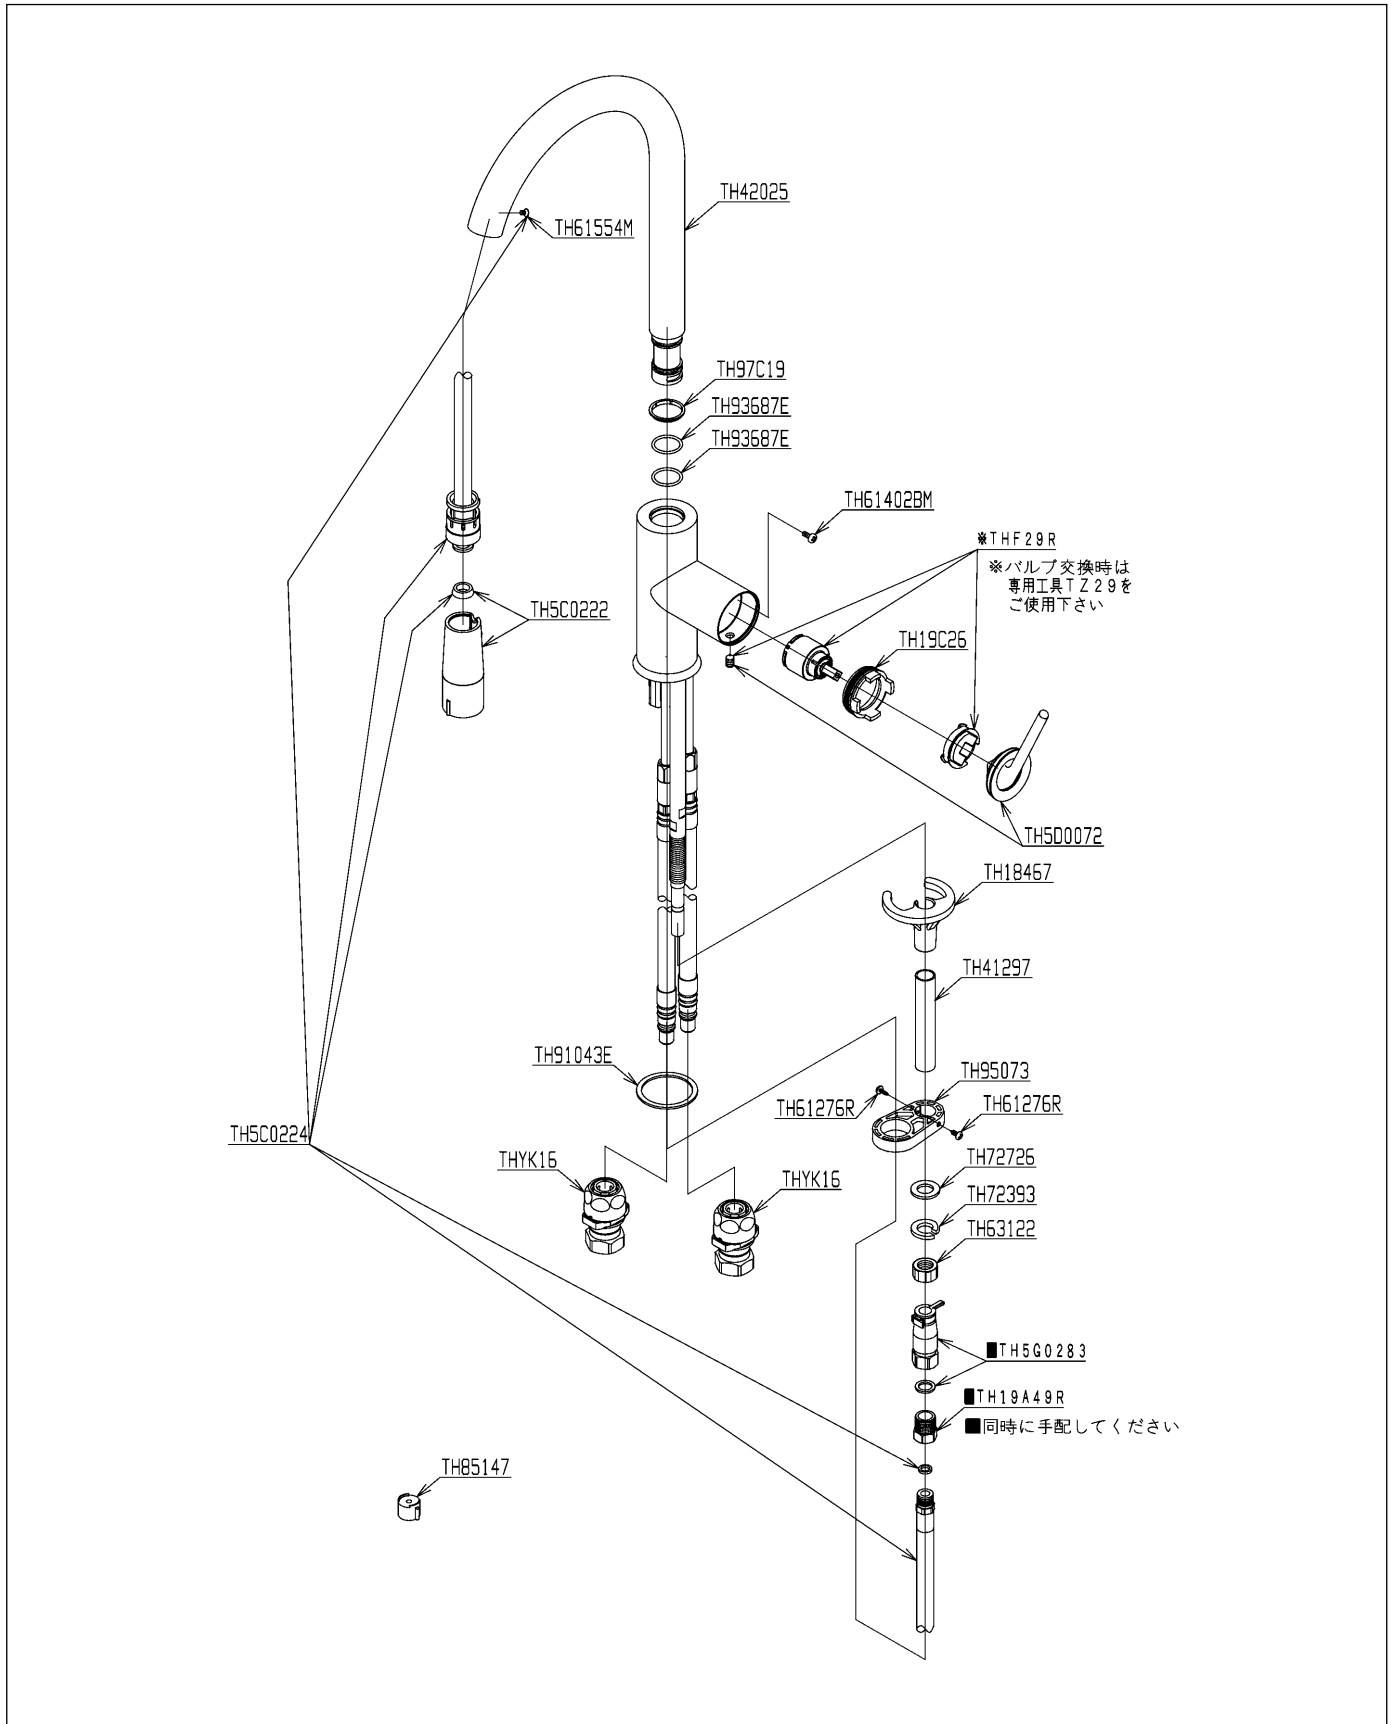 TH42025
TH61554M
TH97C19
TH93687E
TH93687E
TH61402BM
※THF29R
※バルブ交換時は
専用工具TZ29を
ご使用下さい
TH5C0222
TH19C26
TH5D0072
TH18467
TH41297
TH91043E
TH95073
TH61276R
TH61276R
TH5C0224
THYK16
THYK16
TH72726
TH72393
TH63122
■TH5G0283
■TH19A49R
■同時に手配してください
TH85147